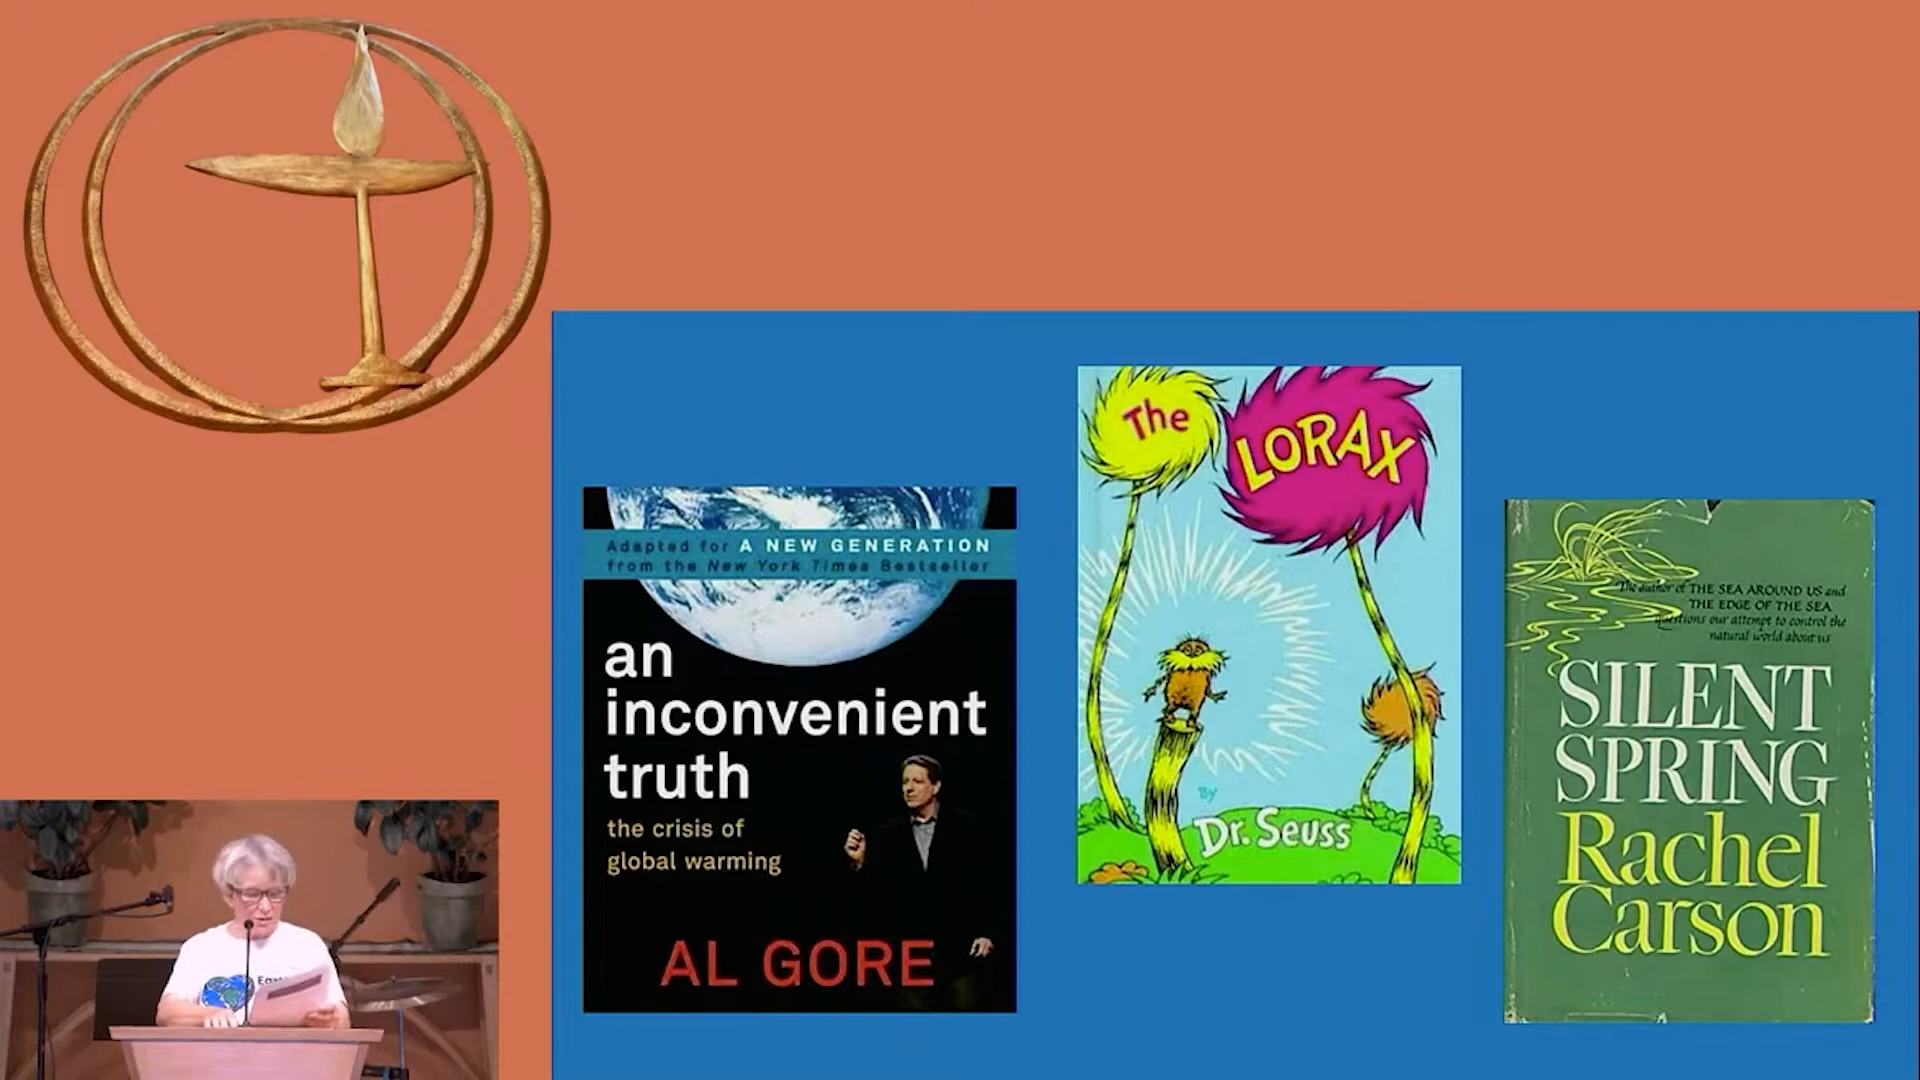 Adapted for A NEW GENERATION
from the New York Times Bestseller
an
inconvenient
truth
the crisis of
global warming
AL GORE
The
LORAX
BY
Dr. Seuss
The author of THE SEA AROUND US and
THE EDGE OF THE SEA
questions our attempt to control the
natural world about us
SILENT
SPRING
Rachel
Carson